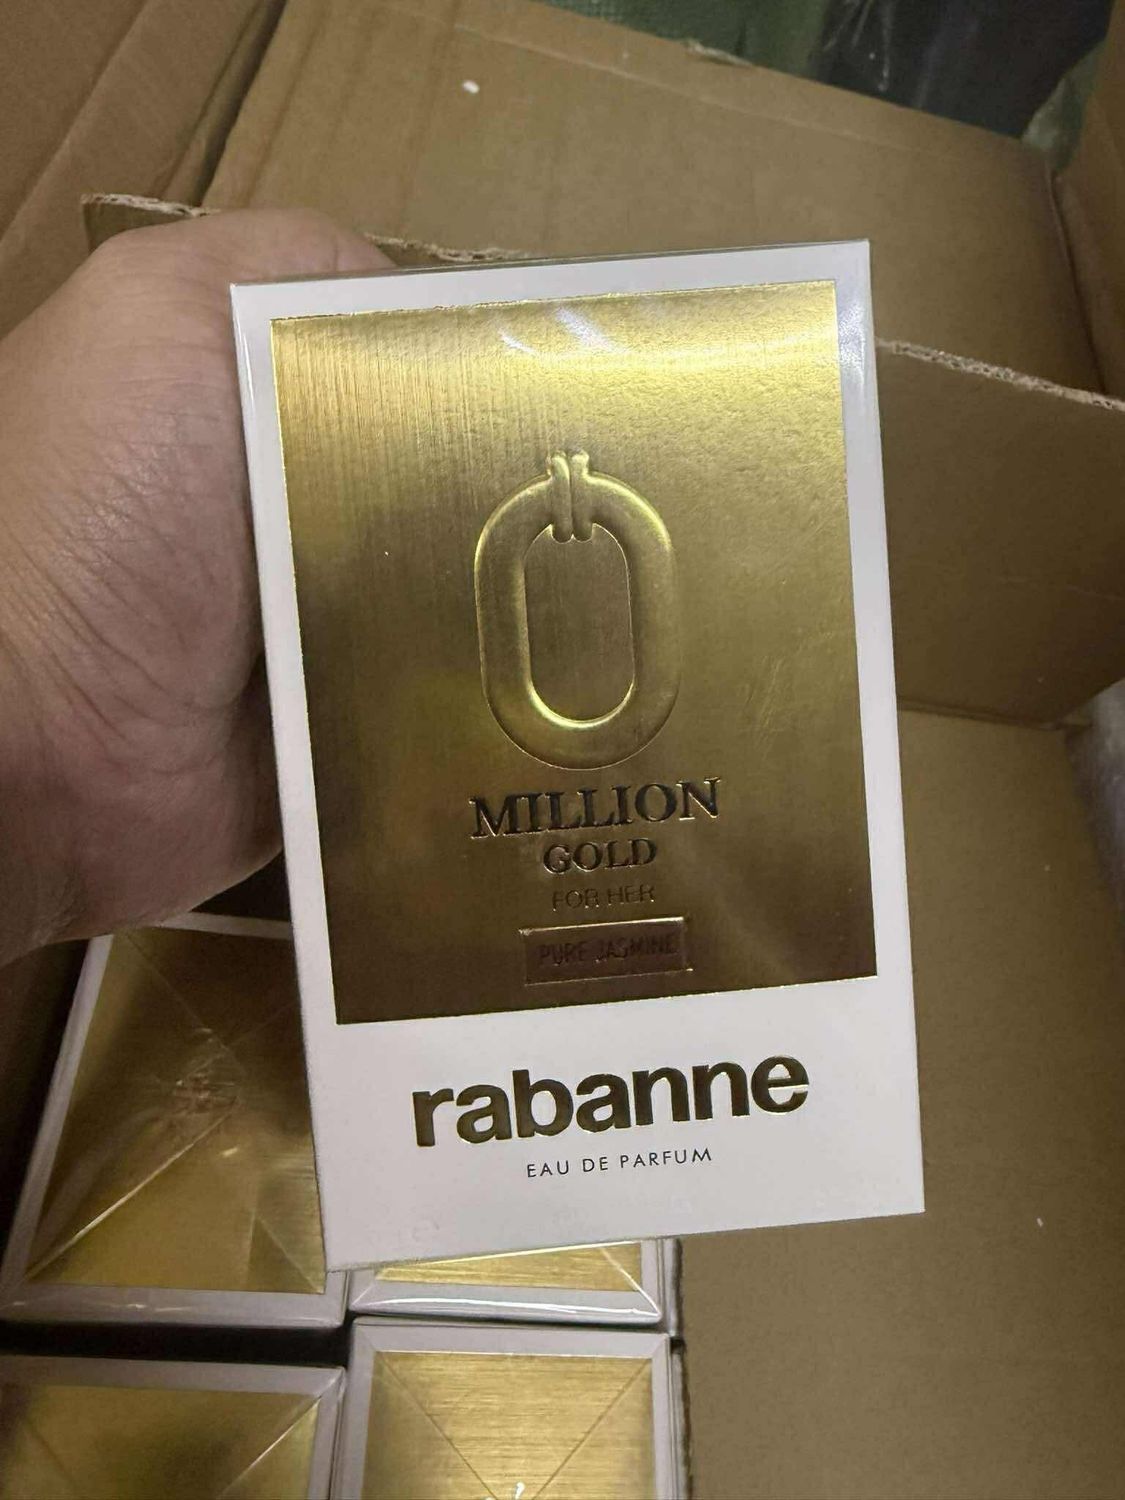 MILLION
GOLD
FOR HER
PURE JASMINE
rabanne
EAU DE PARFUM